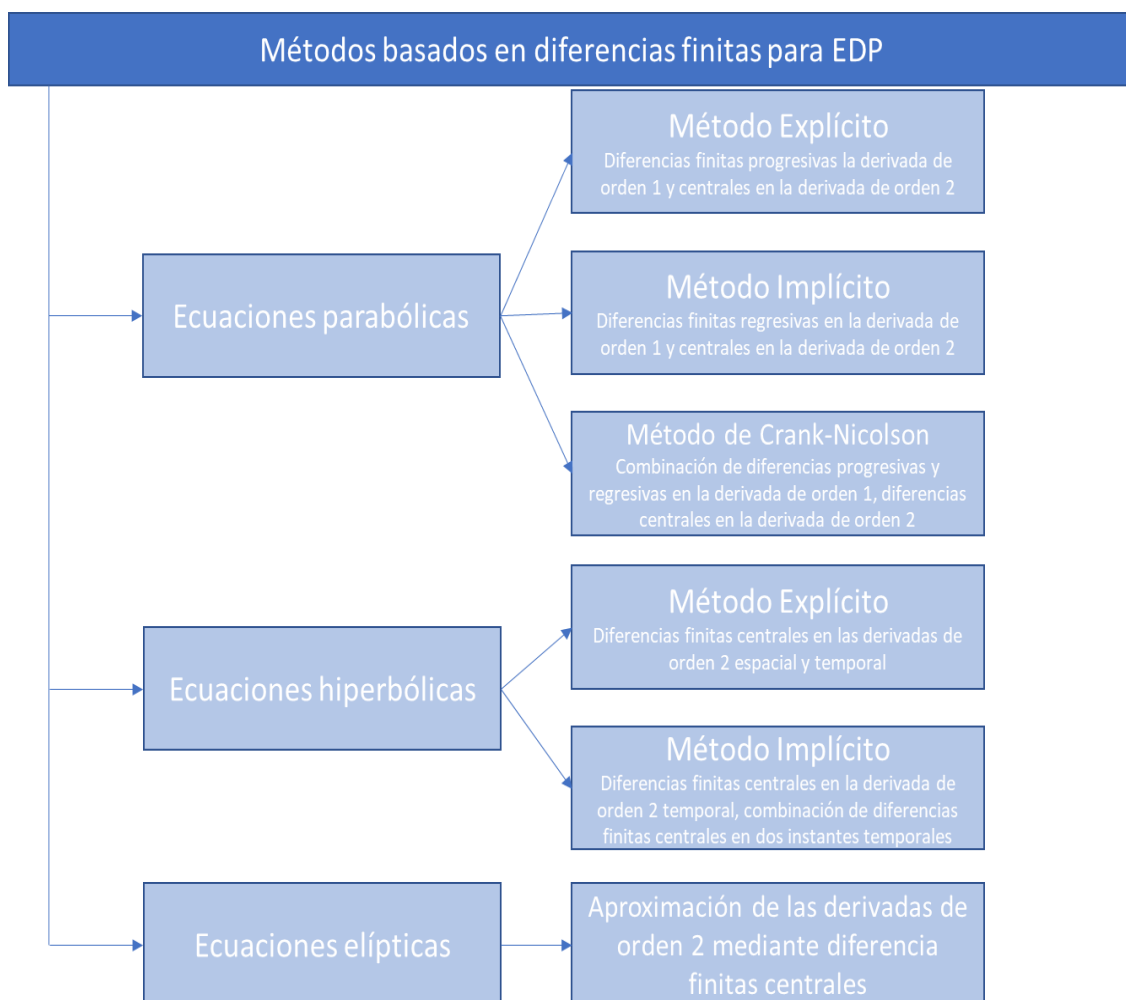 Métodos basados en diferencias finitas para EDP
Método Explícito
Diferencias finitas progresivas la derivada de
orden 1 y centrales en la derivada de orden 2
Ecuaciones parabólicas
Método Implícito
Diferencias finitas regresivas en la derivada de
orden 1 y centrales en la derivada de orden 2
Método de Crank-Nicolson
Combinación de diferencias progresivas y
regresivas en la derivada de orden 1, diferencias
centrales en la derivada de orden 2
Ecuaciones hiperbólicas
Método Explícito
Diferencias finitas centrales en las derivadas de
orden 2 espacial y temporal
Método Implícito
Diferencias finitas centrales en la derivada de
orden 2 temporal, combinación de diferencias
finitas centrales en dos instantes temporales
Ecuaciones elípticas
Aproximación de las derivadas de
orden 2 mediante diferencia
finitas centrales